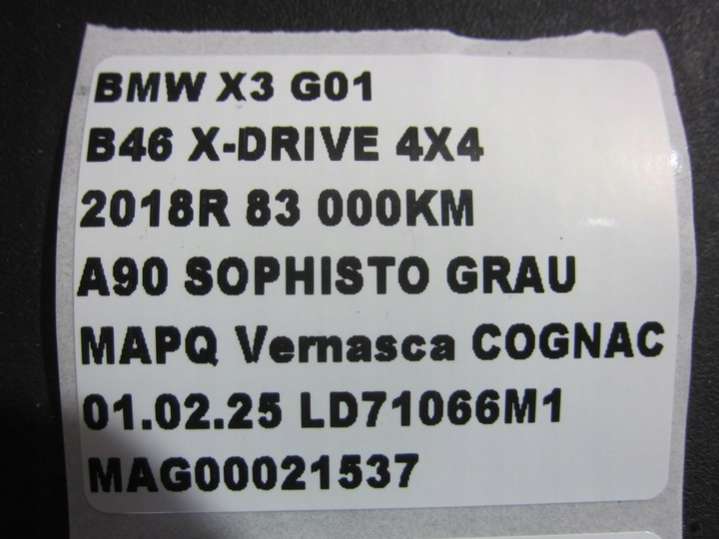 BMW X3 G01
B46 X-DRIVE 4X4
2018R 83 000KM
A90 SOPHISTO GRAU
MAPQ Vernasca COGNAC
01.02.25 LD71066M1
MAG00021537